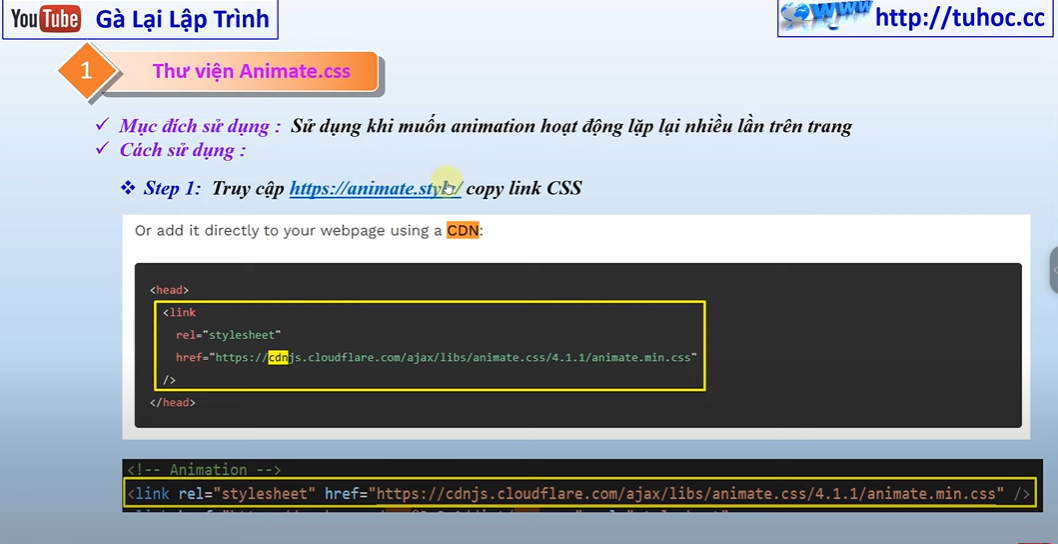 YouTube Gà Lại Lập Trình
WWW http://tuhoc.cc
1 Thư viện Animate.css
✓ Mục đích sử dụng : Sử dụng khi muốn animation hoạt động lặp lại nhiều lần trên trang
✓ Cách sử dụng :
❖ Step 1: Truy cập https://animate.style/ copy link CSS
Or add it directly to your webpage using a CDN:
<head>
<link
rel="stylesheet"
href="https://cdnjs.cloudflare.com/ajax/libs/animate.css/4.1.1/animate.min.css"
/>
</head>
<!-- Animation -->
<link rel="stylesheet" href="https://cdnjs.cloudflare.com/ajax/libs/animate.css/4.1.1/animate.min.css" />